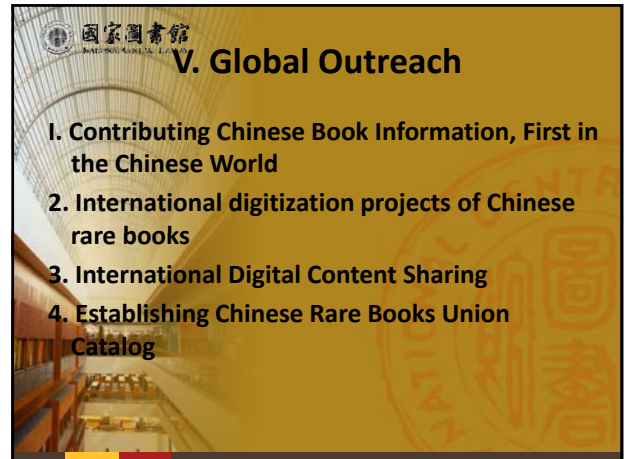 國家圖書館
V. Global Outreach
I. Contributing Chinese Book Information, First in
the Chinese World
2. International digitization projects of Chinese
rare books
3. International Digital Content Sharing
4. Establishing Chinese Rare Books Union
Catalog